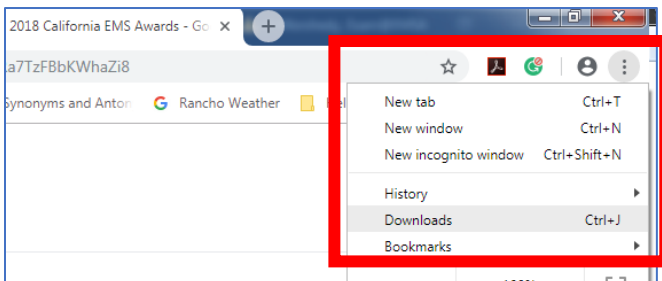 2018 California EMS Awards - Go
.a7TzFBbKWhaZi8
Synonyms and Anton
Rancho Weather
New tab Ctrl+T
New window Ctrl+N
New incognito window Ctrl+Shift+N
History
Downloads Ctrl+J
Bookmarks